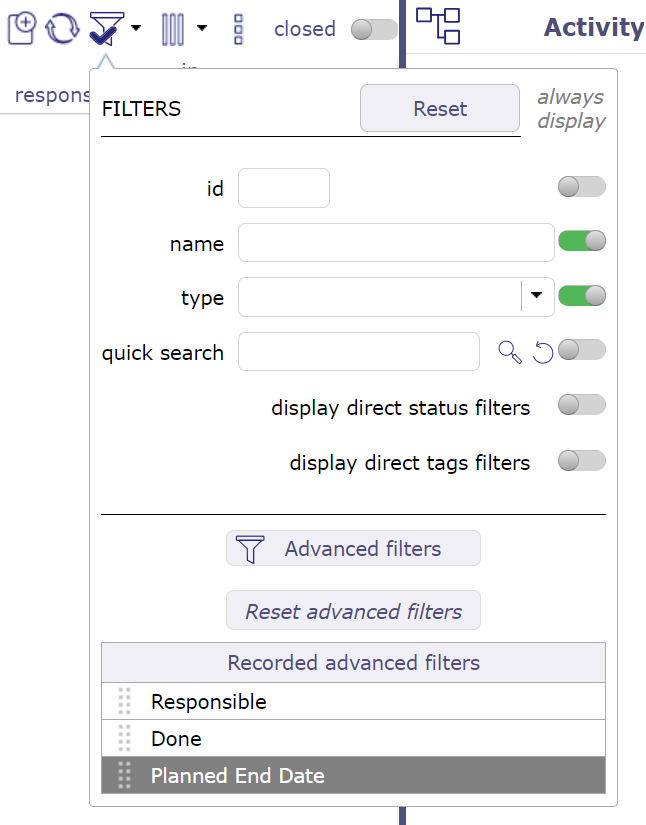 closed
Activity
respons
FILTERS
Reset
always
display
id
name
type
quick search
display direct status filters
display direct tags filters
Advanced filters
Reset advanced filters
Recorded advanced filters
Responsible
Done
Planned End Date